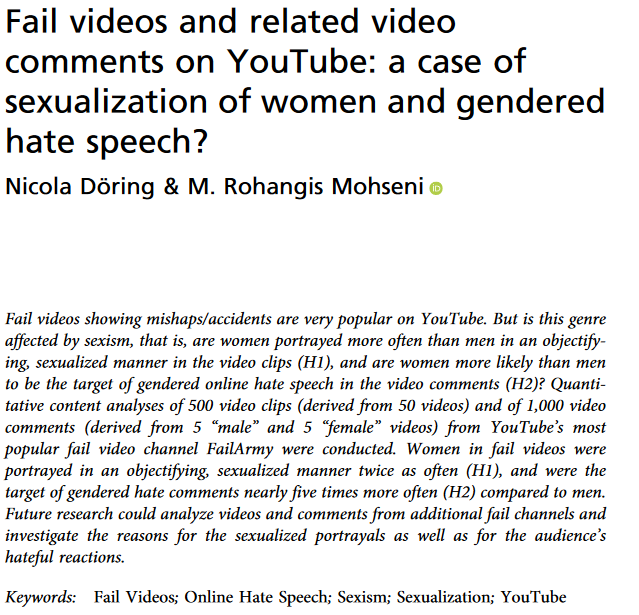 Fail videos and related video
comments on YouTube: a case of
sexualization of women and gendered
hate speech?
Nicola Döring & M. Rohangis Mohseni iD
Fail videos showing mishaps/accidents are very popular on YouTube. But is this genre
affected by sexism, that is, are women portrayed more often than men in an objectify-
ing, sexualized manner in the video clips (H1), and are women more likely than men
to be the target of gendered online hate speech in the video comments (H2)? Quanti-
tative content analyses of 500 video clips (derived from 50 videos) and of 1,000 video
comments (derived from 5 “male” and 5 “female” videos) from YouTube’s most
popular fail video channel FailArmy were conducted. Women in fail videos were
portrayed in an objectifying, sexualized manner twice as often (H1), and were the
target of gendered hate comments nearly five times more often (H2) compared to men.
Future research could analyze videos and comments from additional fail channels and
investigate the reasons for the sexualized portrayals as well as for the audience’s
hateful reactions.
Keywords: Fail Videos; Online Hate Speech; Sexism; Sexualization; YouTube